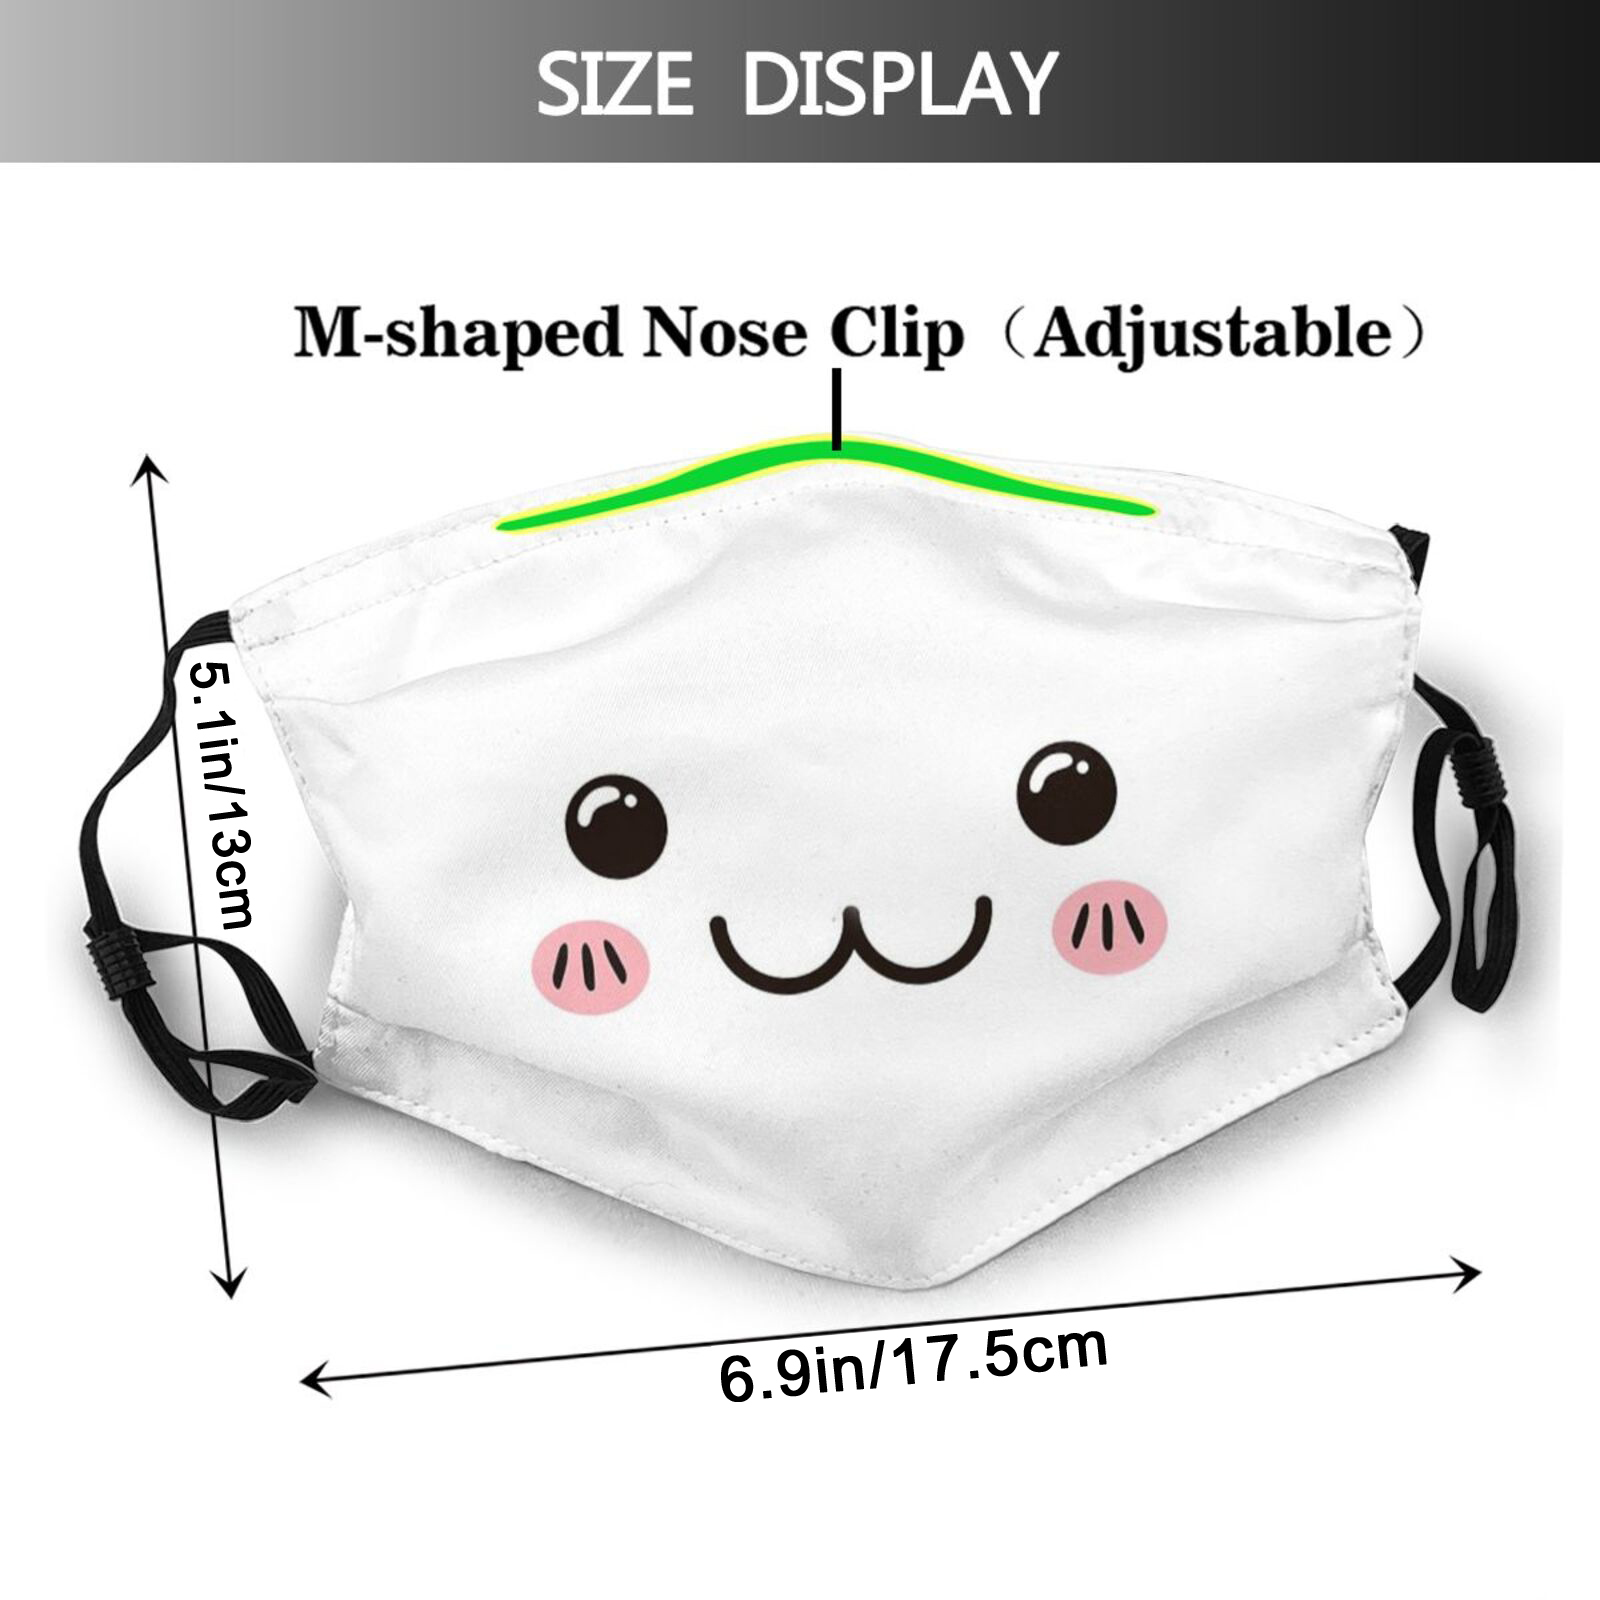 SIZE DISPLAY
M-shaped Nose Clip（Adjustable）
5.1in/13cm
6.9in/17.5cm